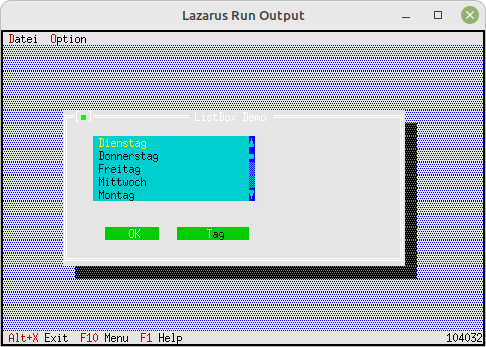 Lazarus Run Output
Datei Option
ListBox Demo
Dienstag
Donnerstag
Freitag
Mittwoch
Montag
OK Tag
Alt+X Exit F10 Menu F1 Help 104032